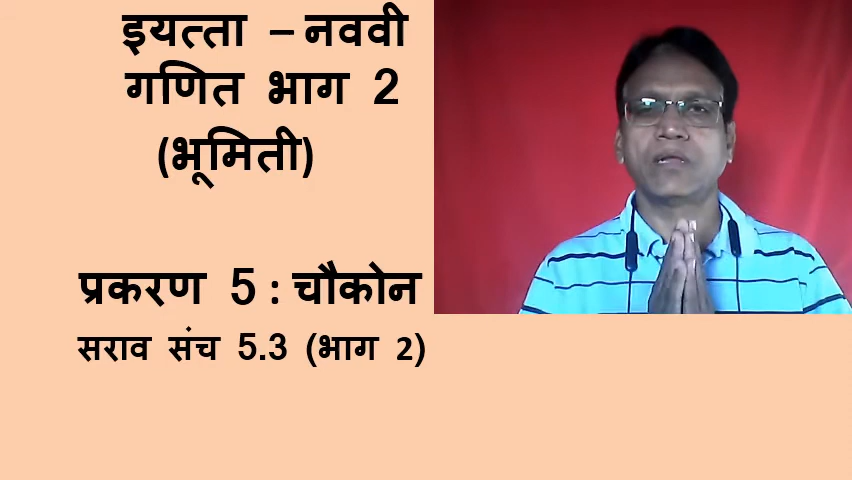 इयत्ता – नववी
गणित भाग 2
(भूमिती)
प्रकरण 5 : चौकोन
सराव संच 5.3 (भाग 2)